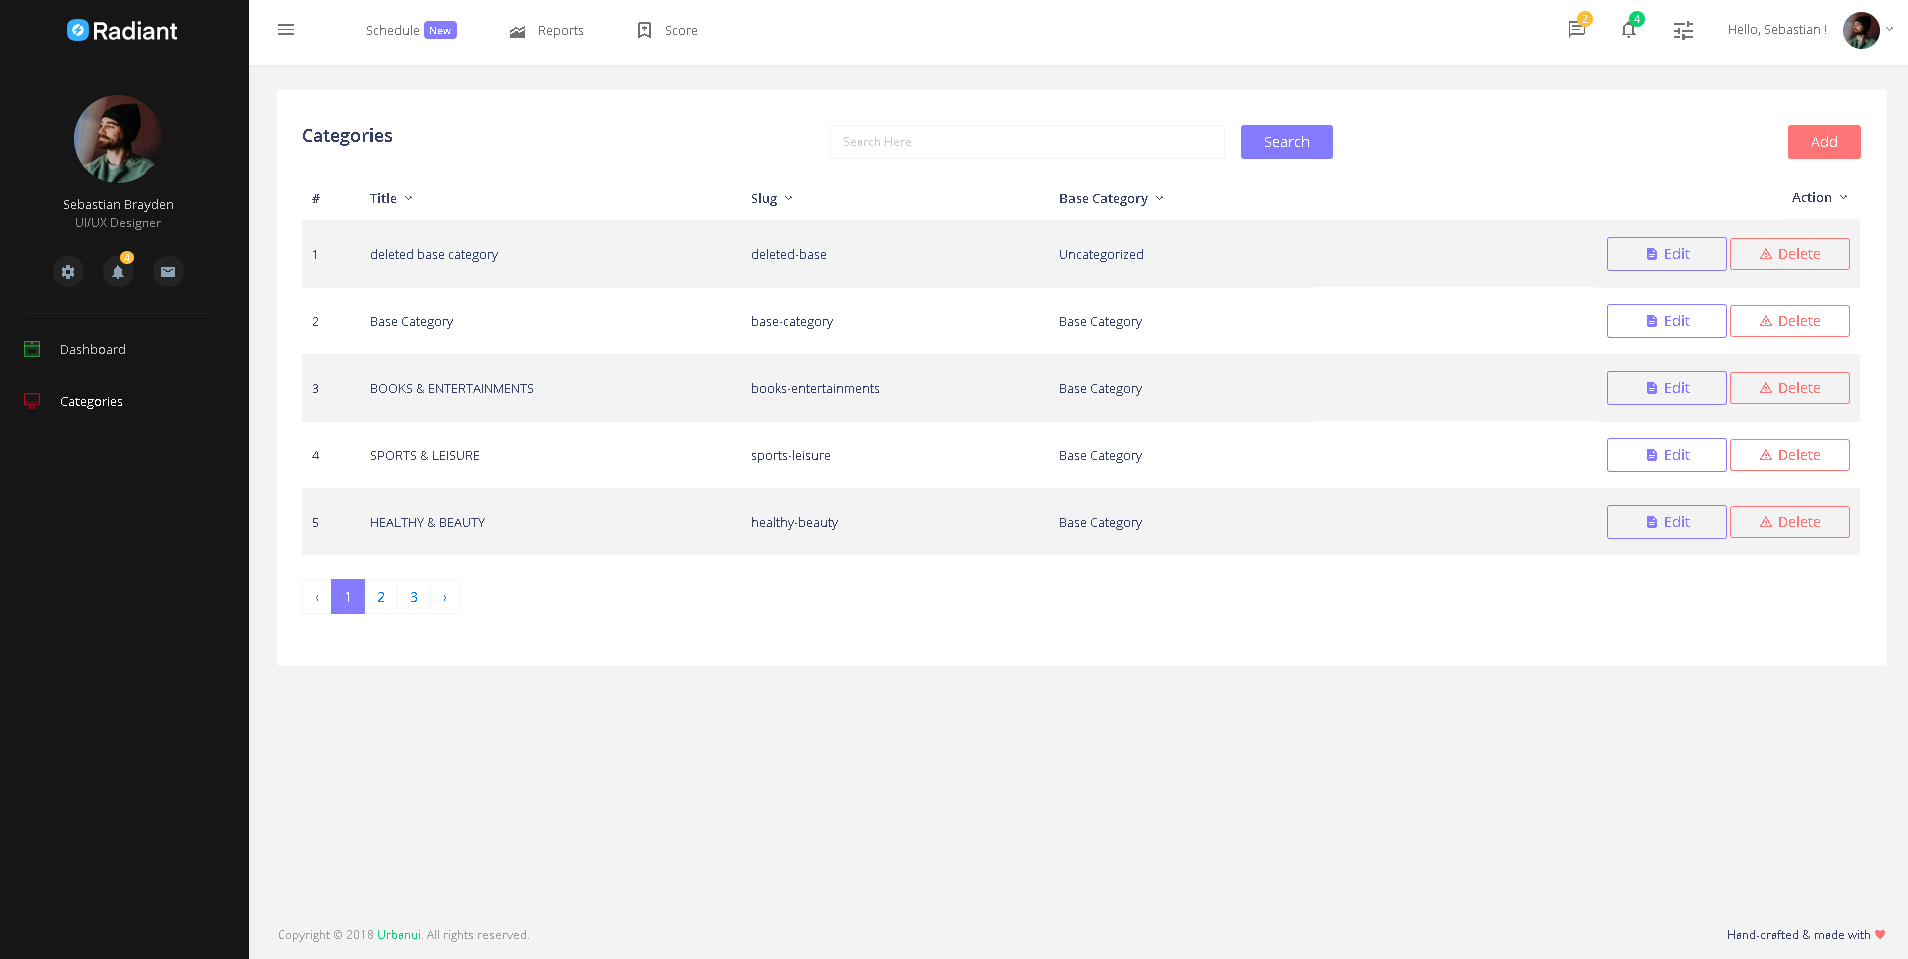 Radiant
Schedule New
Reports
Score
2
4
Hello, Sebastian !
Sebastian Brayden
UI/UX Designer
4
Dashboard
Categories
Categories
Search Here
Search
Add
# Title Slug Base Category Action
1 deleted base category deleted-base Uncategorized Edit Delete
2 Base Category base-category Base Category Edit Delete
3 BOOKS & ENTERTAINMENTS books-entertainments Base Category Edit Delete
4 SPORTS & LEISURE sports-leisure Base Category Edit Delete
5 HEALTHY & BEAUTY healthy-beauty Base Category Edit Delete
‹ 1 2 3 ›
Copyright © 2018 Urbanui. All rights reserved.
Hand-crafted & made with